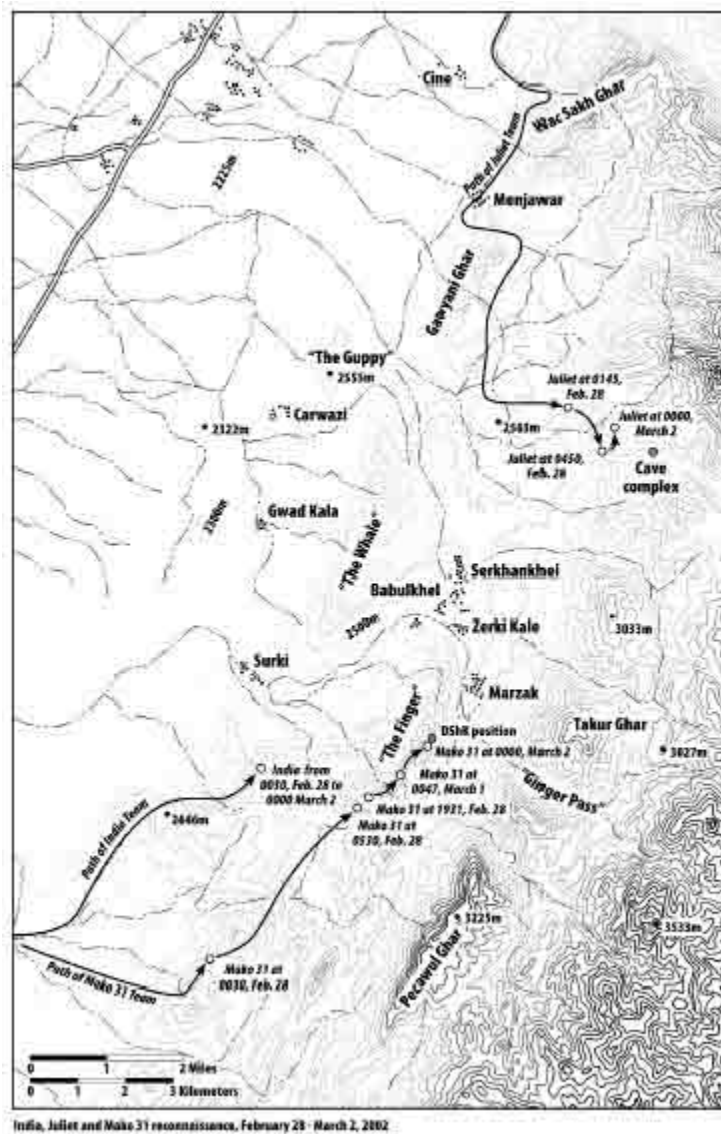 Cine
Wac Sakh Ghar
Path of Juliet Team
Menjawar
2225m
Gawyani Ghar
"The Guppy"
2555m
Juliet at 0145,
Feb. 28
Carwazi
2322m
Juliet at 0000,
March 2
Juliet at 0450,
Feb. 28
Cave
complex
2300m
Gwad Kala
"The Whale"
Serkhankhel
Babulkhel
2500m
Zerki Kale
3033m
Surki
Marzak
"The Finger"
DShK position
Takur Ghar
Mako 31 at 0000, March 2
3027m
India from
0030, Feb. 28 to
0000 March 2
Mako 31 at
0047, March 1
"Ginger Pass"
Mako 31 at 1931, Feb. 28
Path of India Team
2646m
Mako 31 at
0530, Feb. 28
3225m
3533m
Pecawul Ghar
Mako 31 at
0030, Feb. 28
Path of Mako 31 Team
0 1 2 Miles
0 1 2 3 Kilometers
India, Juliet and Mako 31 reconnaissance, February 28 - March 2, 2002